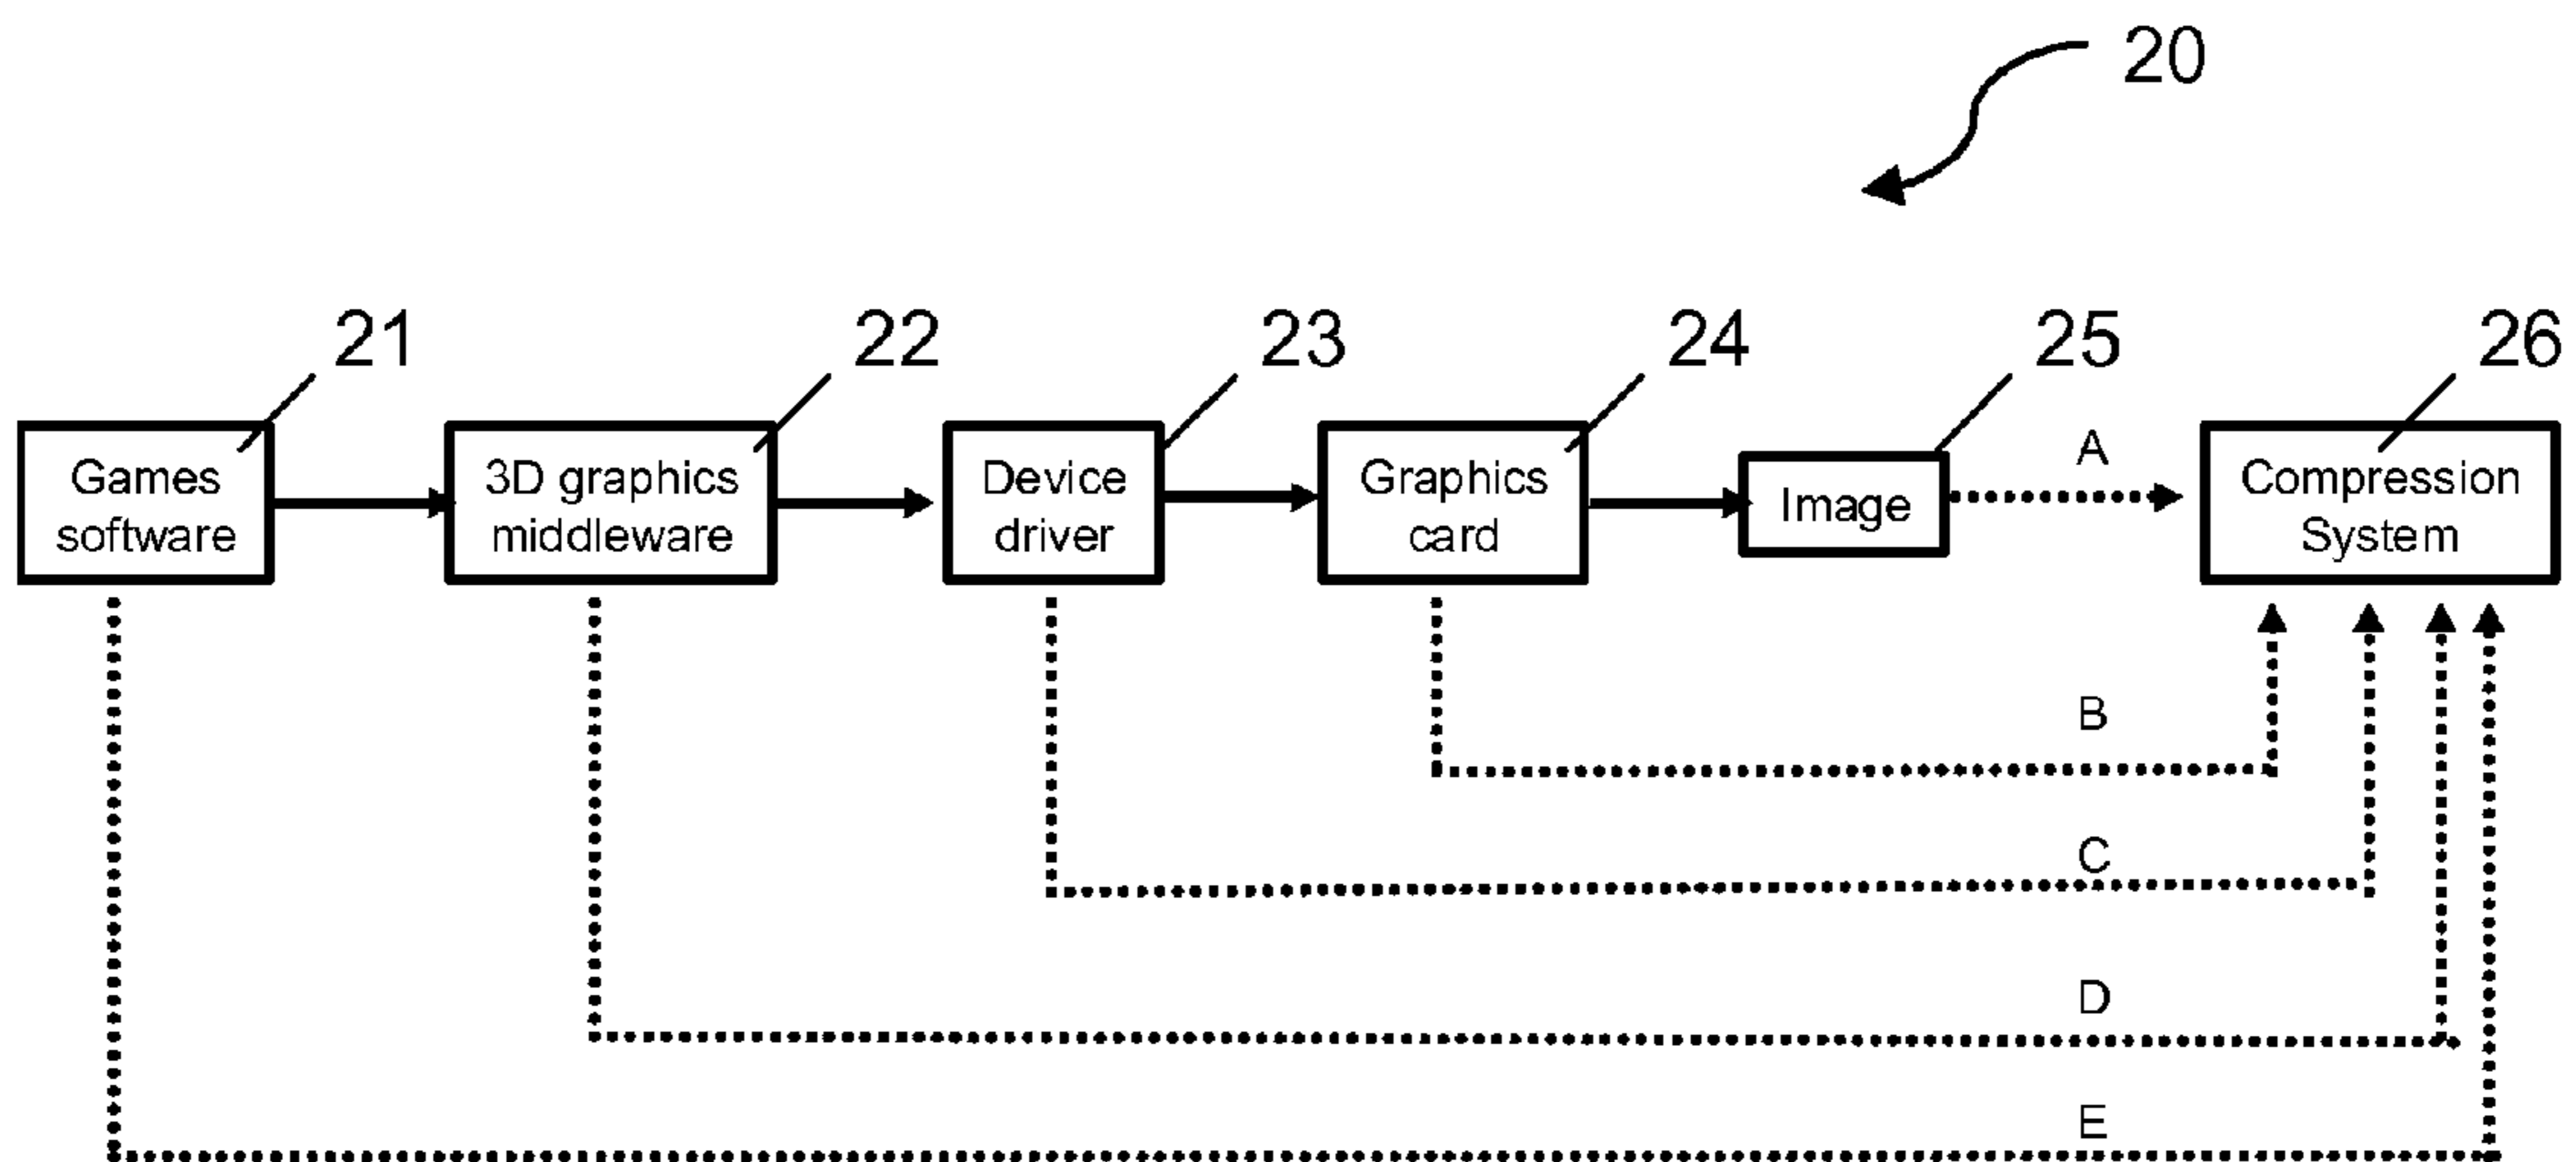 20
21
22
23
24
25
26
Games
software
3D graphics
middleware
Device
driver
Graphics
card
Image
A
Compression
System
B
C
D
E